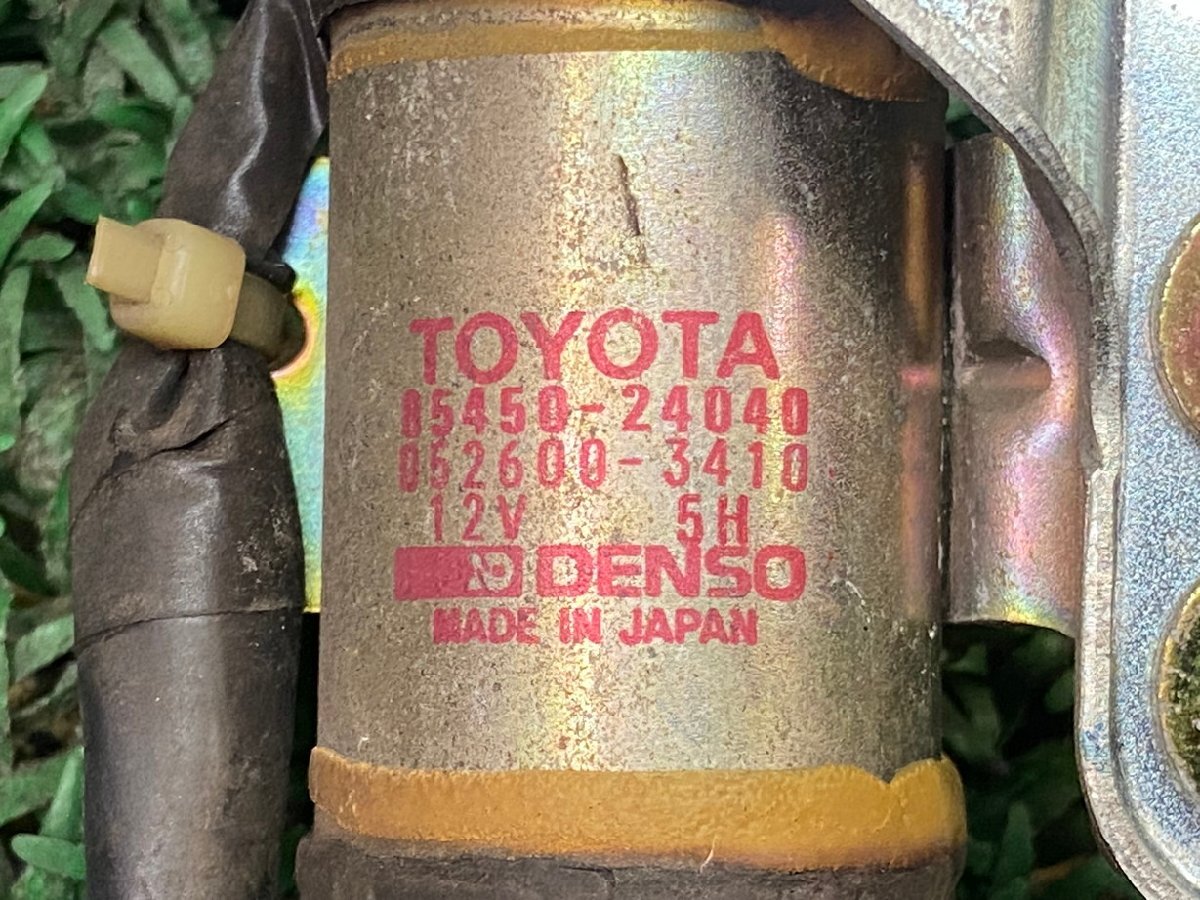 TOYOTA
85450-24040
052600-3410
12V 5H
DENSO
MADE IN JAPAN